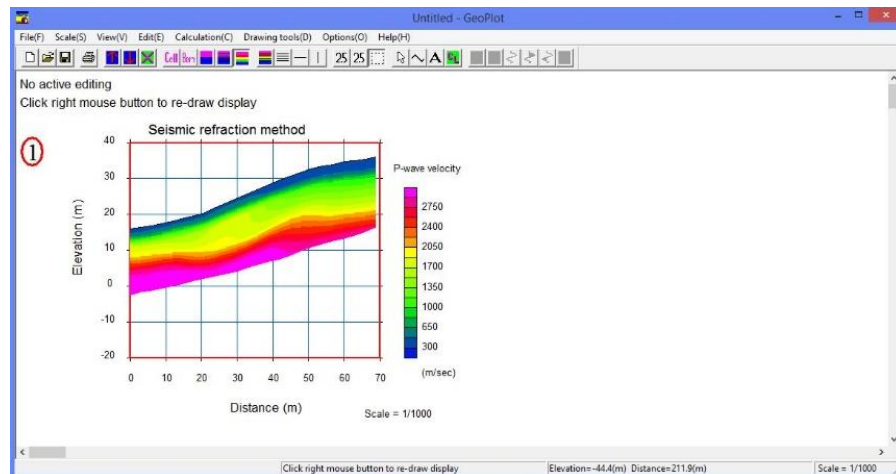 Untitled - GeoPlot
File(F) Scale(S) View(V) Edit(E) Calculation(C) Drawing tools(D) Options(O) Help(H)
Cell Born 25 25 A
No active editing
Click right mouse button to re-draw display
1
Seismic refraction method
40
30
20
10
0
-10
-20
Elevation (m)
0 10 20 30 40 50 60 70
Distance (m)
P-wave velocity
2750
2400
2050
1700
1350
1000
650
300
(m/sec)
Scale = 1/1000
Click right mouse button to re-draw display Elevation=-44.4(m) Distance=211.9(m) Scale = 1/1000